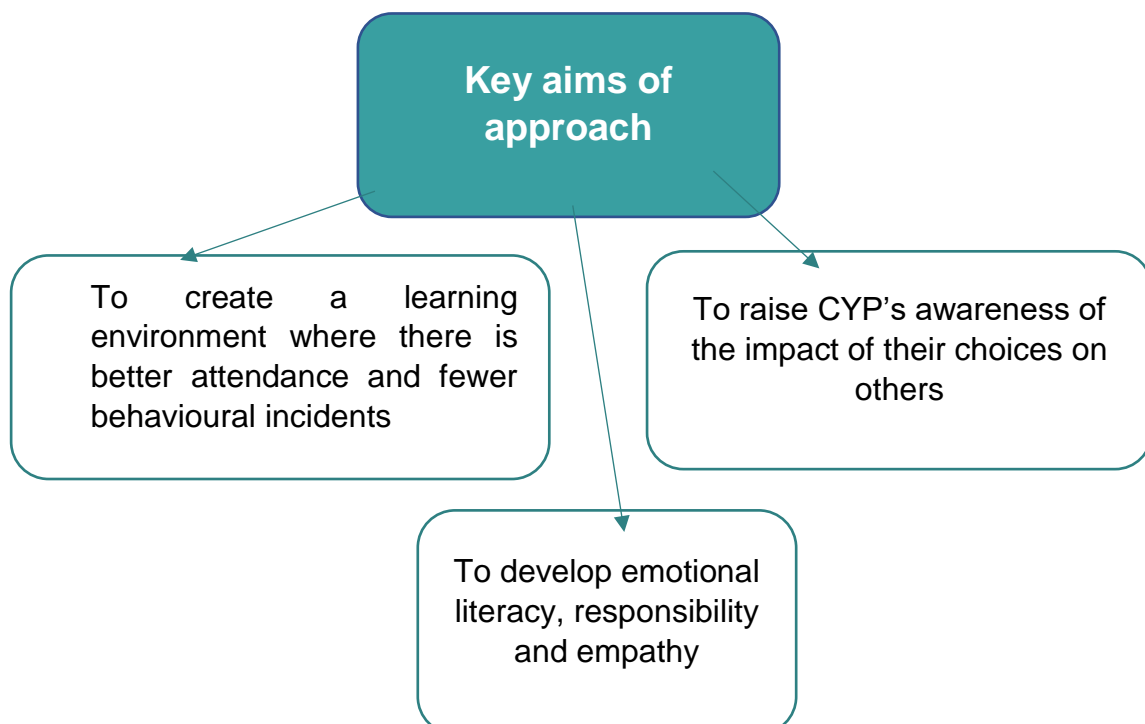 Key aims of
approach
To create a learning
environment where there is
better attendance and fewer
behavioural incidents
To raise CYP’s awareness of
the impact of their choices on
others
To develop emotional
literacy, responsibility
and empathy